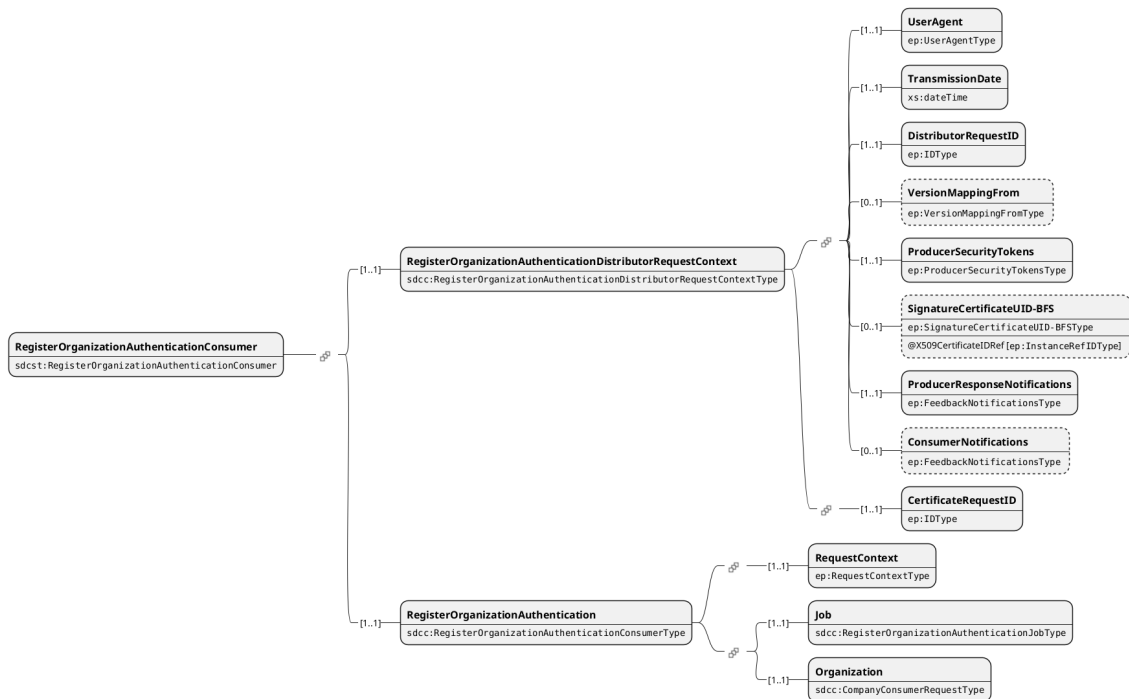 [1..1]
UserAgent
ep:UserAgentType
[1..1]
TransmissionDate
xs:dateTime
[1..1]
DistributorRequestID
ep:IDType
[0..1]
VersionMappingFrom
ep:VersionMappingFromType
[1..1]
RegisterOrganizationAuthenticationDistributorRequestContext
sdcc:RegisterOrganizationAuthenticationDistributorRequestContextType
[1..1]
ProducerSecurityTokens
ep:ProducerSecurityTokensType
[0..1]
SignatureCertificateUID-BFS
ep:SignatureCertificateUID-BFSType
@X509CertificateIDRef [ep:InstanceRefIDType]
RegisterOrganizationAuthenticationConsumer
sdcst:RegisterOrganizationAuthenticationConsumer
[1..1]
ProducerResponseNotifications
ep:FeedbackNotificationsType
[0..1]
ConsumerNotifications
ep:FeedbackNotificationsType
[1..1]
CertificateRequestID
ep:IDType
[1..1]
RegisterOrganizationAuthentication
sdcc:RegisterOrganizationAuthenticationConsumerType
[1..1]
RequestContext
ep:RequestContextType
[1..1]
Job
sdcc:RegisterOrganizationAuthenticationJobType
[1..1]
Organization
sdcc:CompanyConsumerRequestType